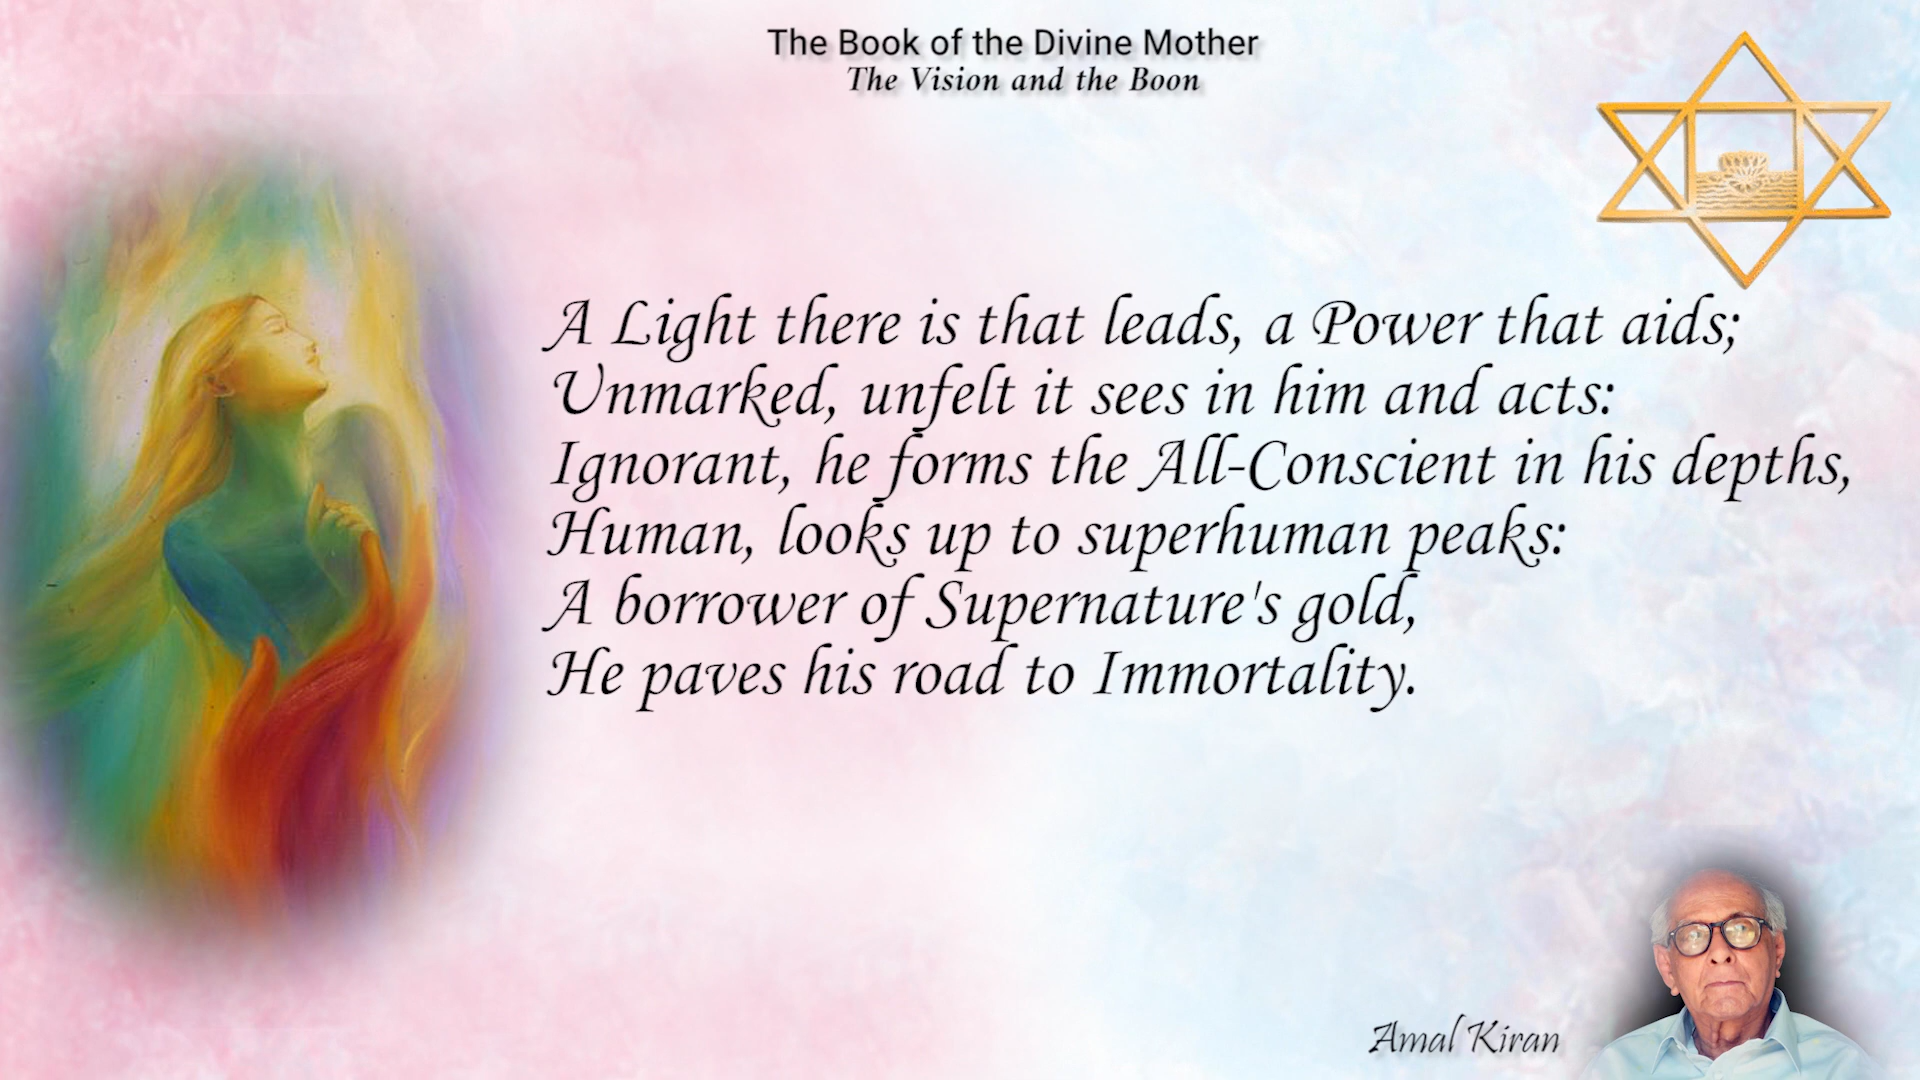 The Book of the Divine Mother
The Vision and the Boon
A Light there is that leads, a Power that aids;
Unmarked, unfelt it sees in him and acts:
Ignorant, he forms the All-Conscient in his depths,
Human, looks up to superhuman peaks:
A borrower of Supernature's gold,
He paves his road to Immortality.
Amal Kiran